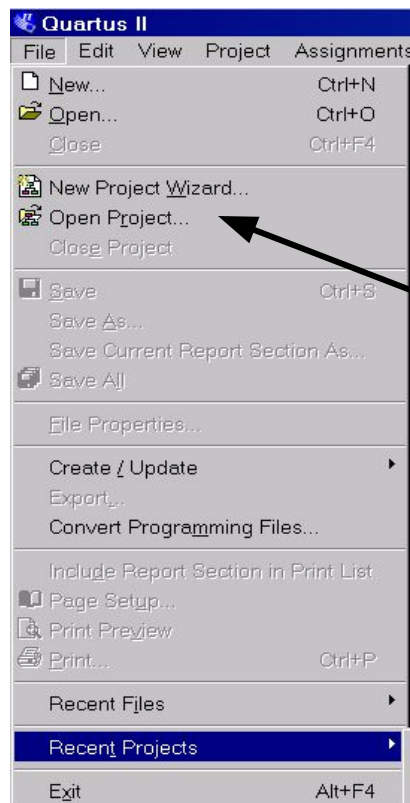 Quartus II
File Edit View Project Assignments
New... Ctrl+N
Open... Ctrl+O
Close Ctrl+F4
New Project Wizard...
Open Project...
Close Project
Save Ctrl+S
Save As...
Save Current Report Section As...
Save All
File Properties...
Create / Update
Export...
Convert Programming Files...
Include Report Section in Print List
Page Setup...
Print Preview
Print... Ctrl+P
Recent Files
Recent Projects
Exit Alt+F4